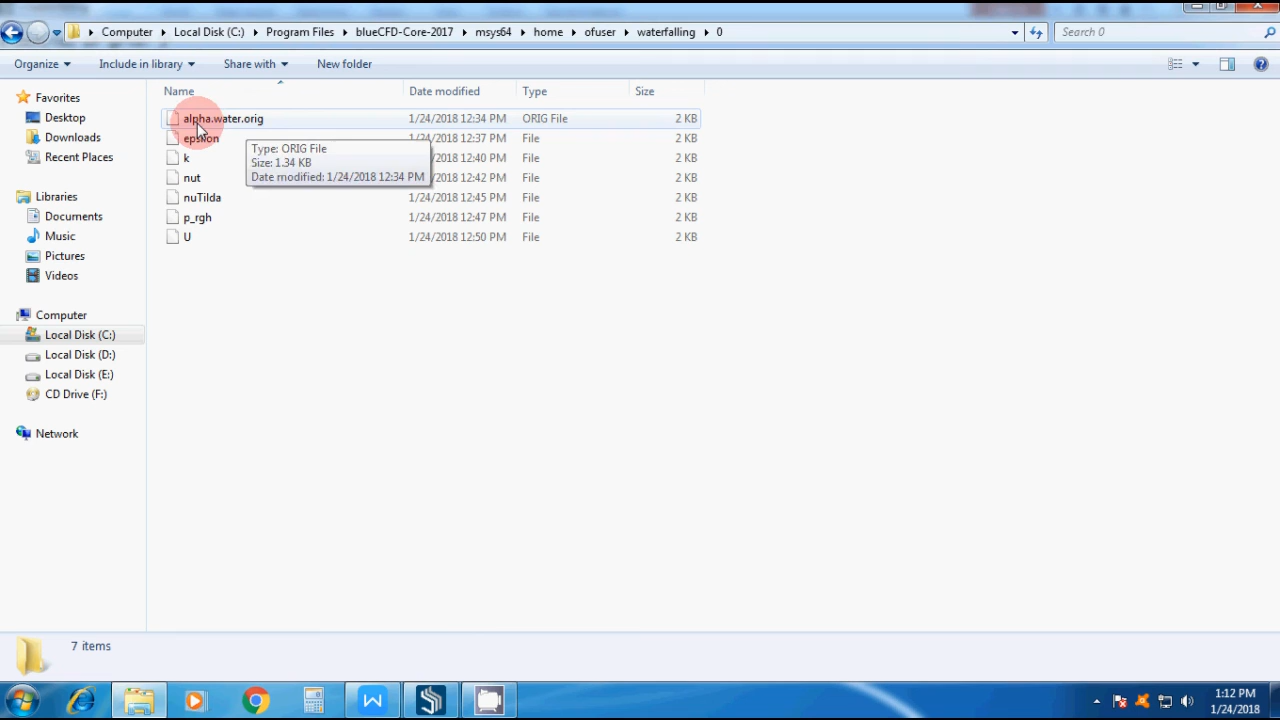 Computer Local Disk (C:) Program Files blueCFD-Core-2017 msys64 home ofuser waterfalling 0 Search 0
Organize Include in library Share with New folder
Name Date modified Type Size
Favorites
Desktop
Downloads
Recent Places
Libraries
Documents
Music
Pictures
Videos
Computer
Local Disk (C:)
Local Disk (D:)
Local Disk (E:)
CD Drive (F:)
Network
alpha.water.orig 1/24/2018 12:34 PM ORIG File 2 KB
epsilon 1/24/2018 12:37 PM File 2 KB
k 1/24/2018 12:40 PM File 2 KB
nut 1/24/2018 12:42 PM File 2 KB
nuTilda 1/24/2018 12:45 PM File 2 KB
p_rgh 1/24/2018 12:47 PM File 2 KB
U 1/24/2018 12:50 PM File 2 KB
Type: ORIG File
Size: 1.34 KB
Date modified: 1/24/2018 12:34 PM
7 items
1:12 PM
1/24/2018